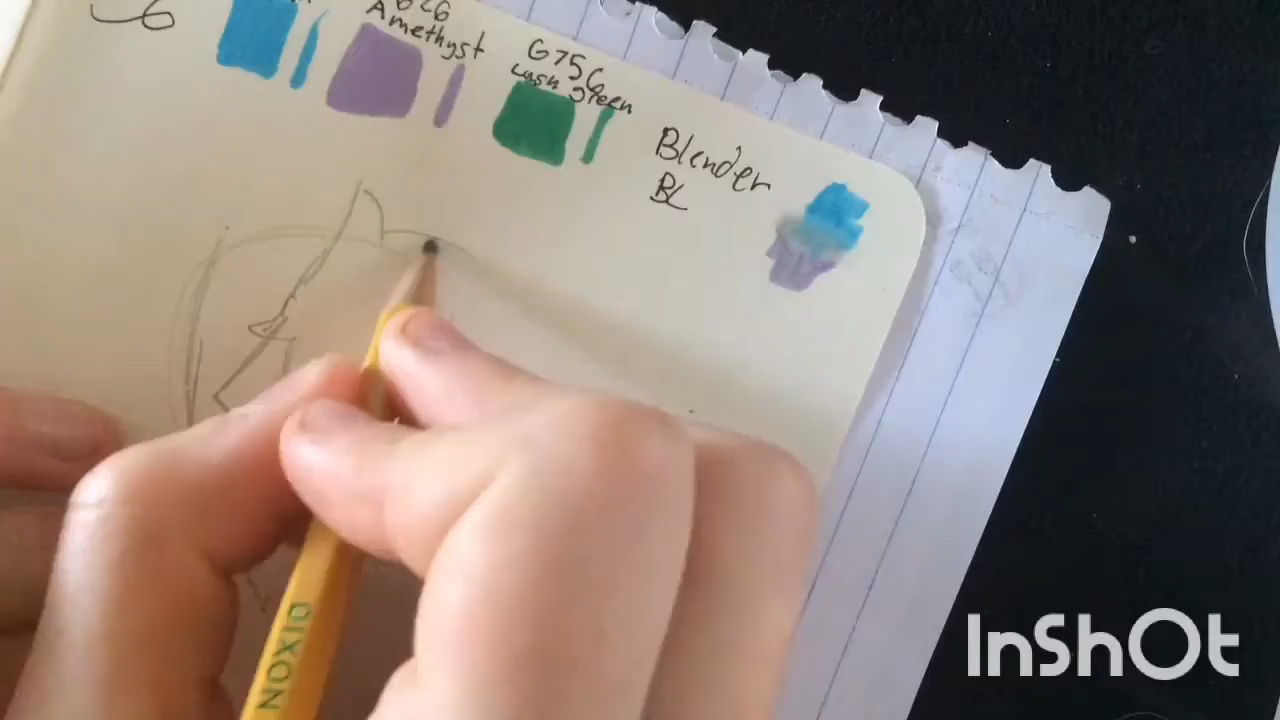 Amethyst
G756
Lush Green
Blender
BL
DIXON
InShOt